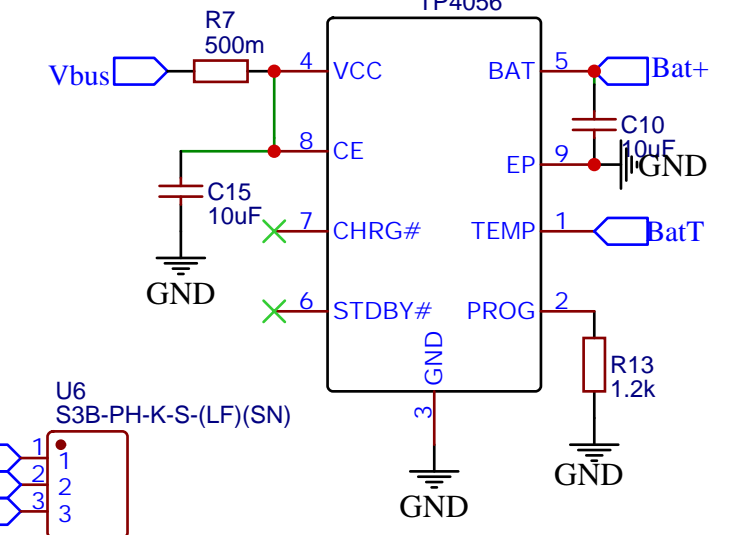 TP4056
R7
500m
Vbus
4
VCC
BAT
5
Bat+
8
CE
C10
10uF
EP
9
GND
C15
10uF
7
CHRG#
TEMP
1
BatT
GND
6
STDBY#
PROG
2
GND
3
R13
1.2k
GND
GND
U6
S3B-PH-K-S-(LF)(SN)
1
1
2
2
3
3